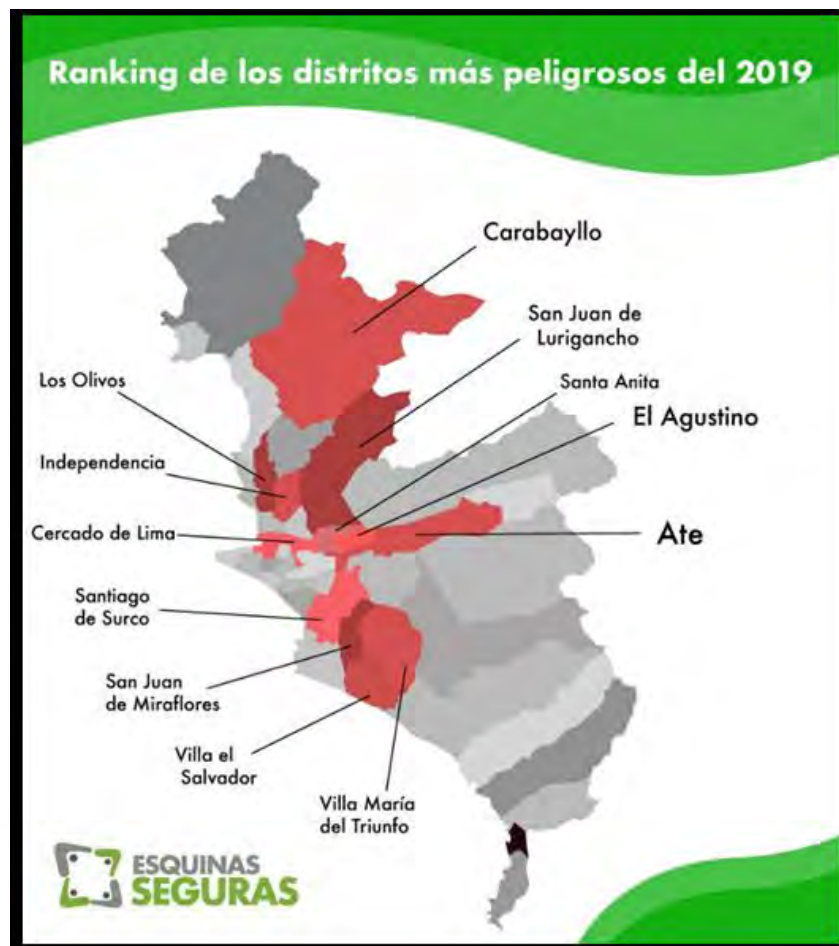 Ranking de los distritos más peligrosos del 2019
Carabayllo
San Juan de
Lurigancho
Los Olivos
Santa Anita
El Agustino
Independencia
Cercado de Lima
Ate
Santiago
de Surco
San Juan
de Miraflores
Villa el
Salvador
Villa María
del Triunfo
ESQUINAS
SEGURAS